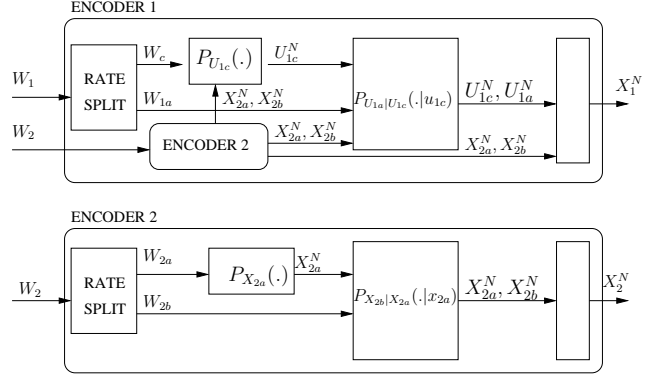 ENCODER 1
W_1
W_2
RATE SPLIT
W_c
W_{1a}
P_{U_{1c}}(.)
U_{1c}^N
X_{2a}^N, X_{2b}^N
ENCODER 2
X_{2a}^N, X_{2b}^N
P_{U_{1a}|U_{1c}}(.|u_{1c})
U_{1c}^N, U_{1a}^N
X_{2a}^N, X_{2b}^N
X_1^N
ENCODER 2
W_2
RATE SPLIT
W_{2a}
W_{2b}
P_{X_{2a}}(.)
X_{2a}^N
P_{X_{2b}|X_{2a}}(.|x_{2a})
X_{2a}^N, X_{2b}^N
X_2^N